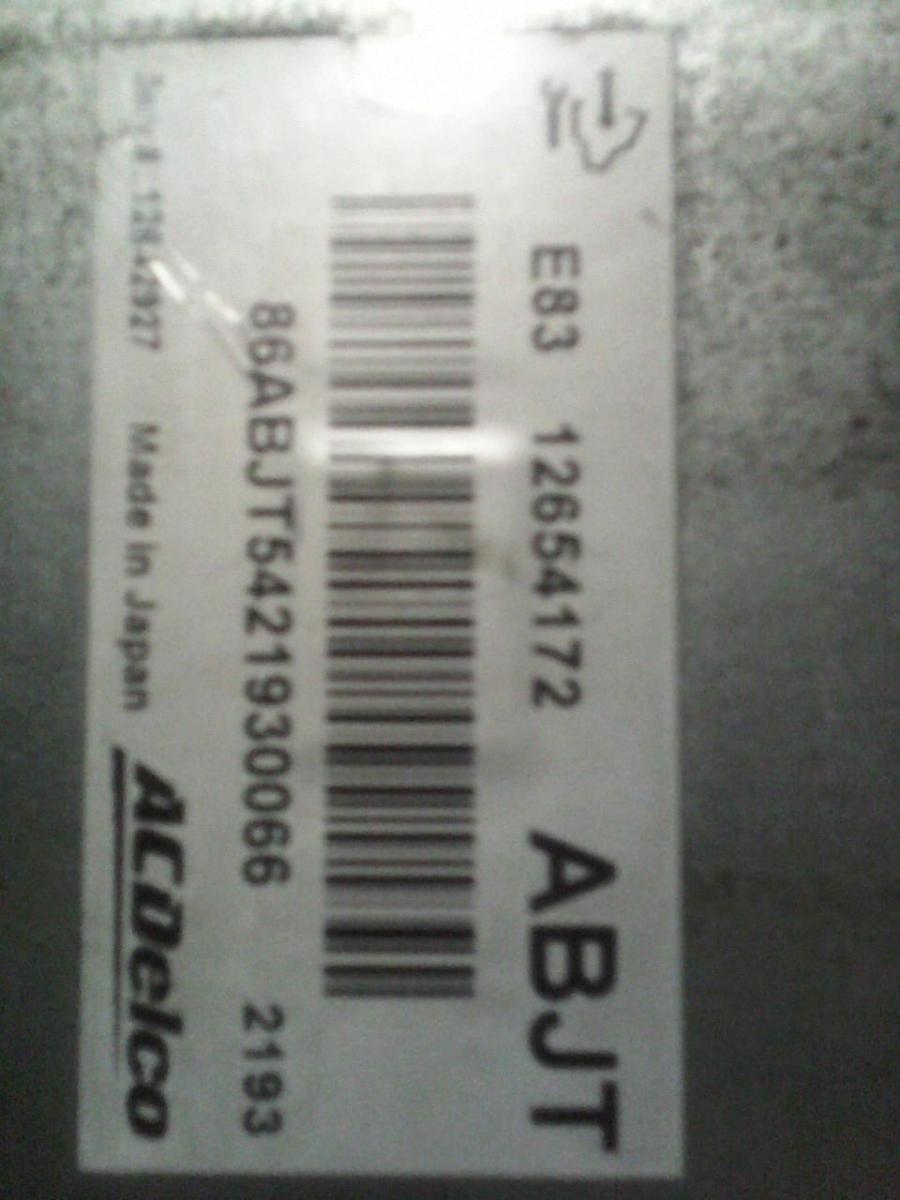 E83 12654172 ABJT
86ABJT5421930066 2193
Made in Japan ACDelco